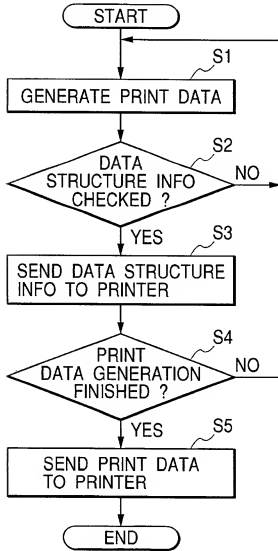 START
S1
GENERATE PRINT DATA
S2
DATA
STRUCTURE INFO
CHECKED ?
NO
YES
S3
SEND DATA STRUCTURE
INFO TO PRINTER
S4
PRINT
DATA GENERATION
FINISHED ?
NO
YES
S5
SEND PRINT DATA
TO PRINTER
END